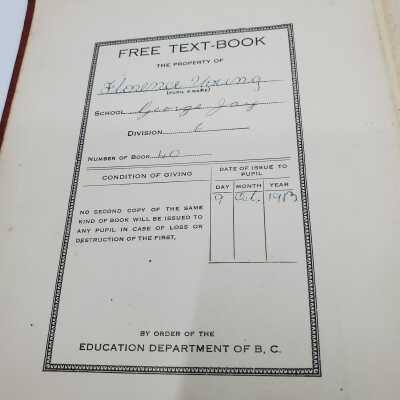 FREE TEXT-BOOK
THE PROPERTY OF
Florence Young
(PUPIL'S NAME)
SCHOOL George Jay
DIVISION 6
NUMBER OF BOOK 40
CONDITION OF GIVING
DATE OF ISSUE TO PUPIL
DAY MONTH YEAR
9 Oct. 1913
NO SECOND COPY OF THE SAME
KIND OF BOOK WILL BE ISSUED TO
ANY PUPIL IN CASE OF LOSS OR
DESTRUCTION OF THE FIRST.
BY ORDER OF THE
EDUCATION DEPARTMENT OF B. C.